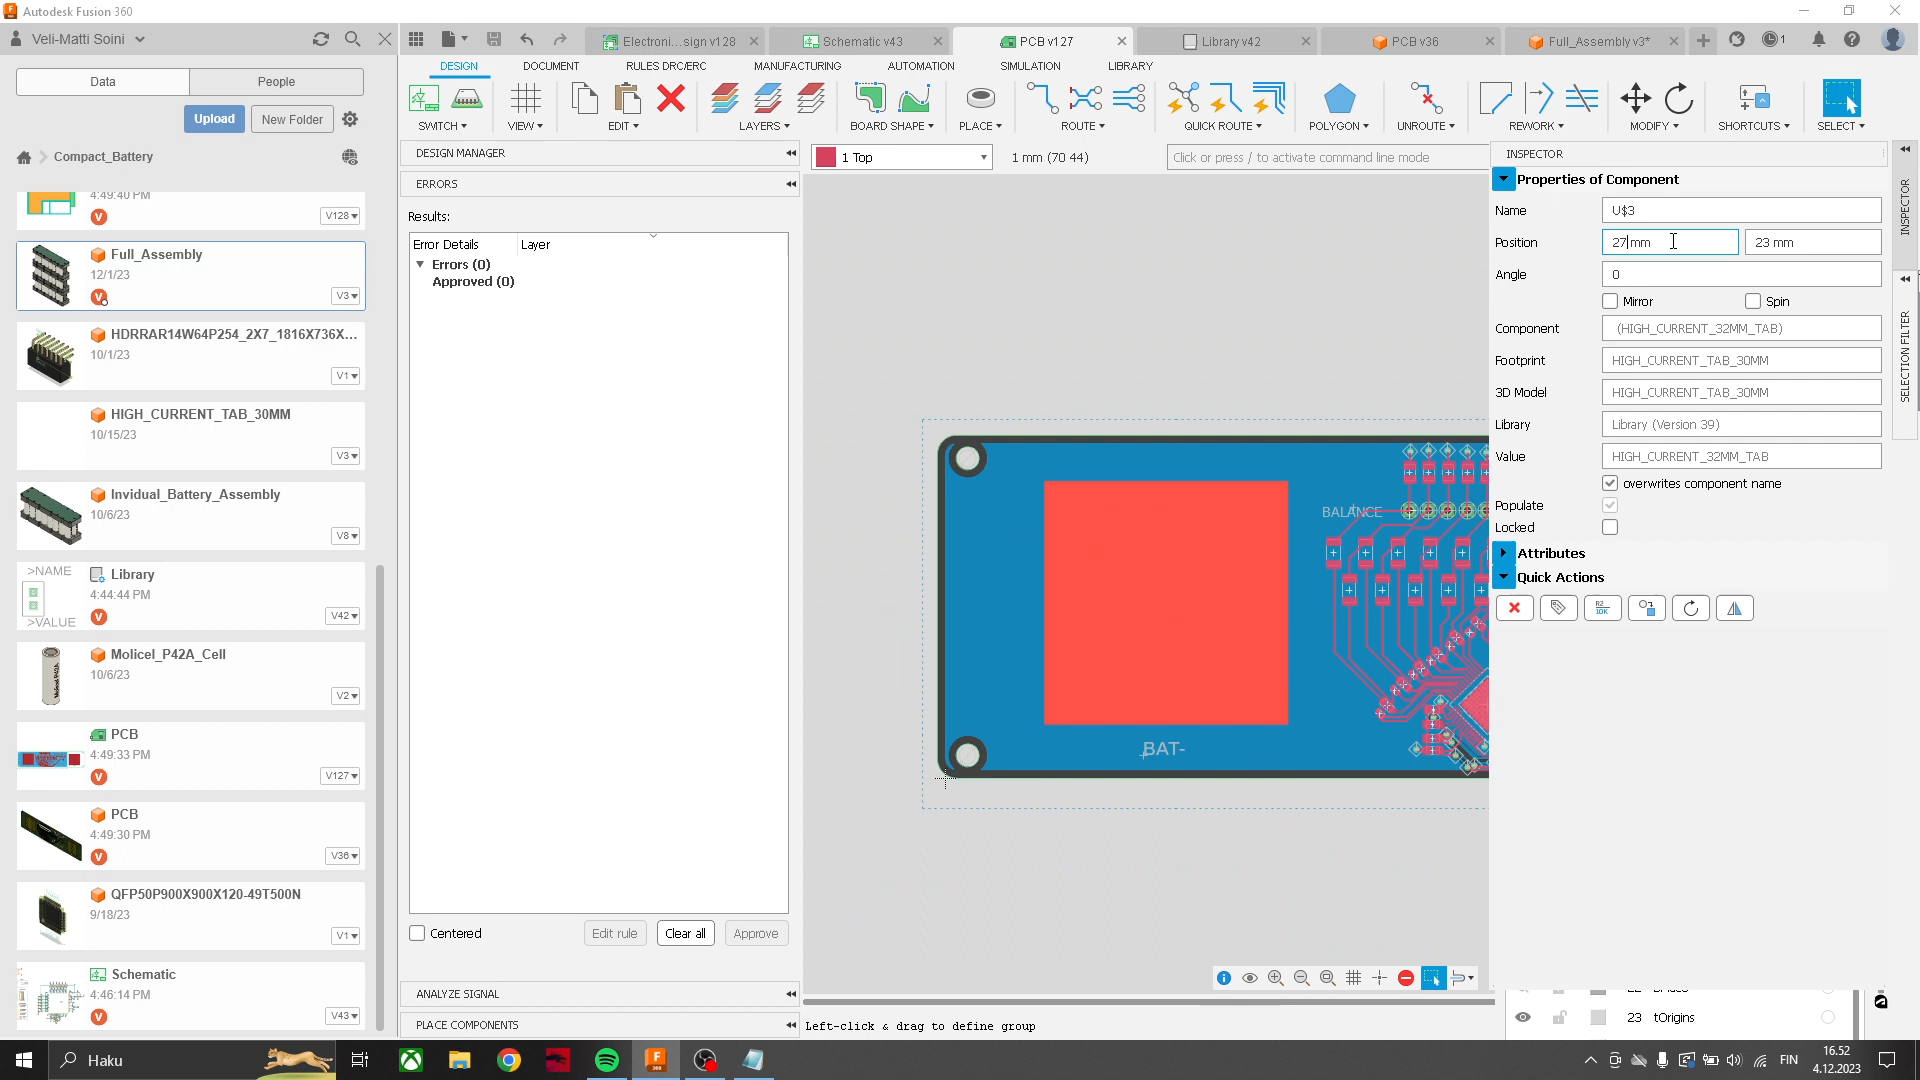 Autodesk Fusion 360
Veli-Matti Soini
Electroni...sign v128
Schematic v43
PCB v127
Library v42
PCB v36
Full_Assembly v3*
1
Data
People
DESIGN
DOCUMENT
RULES DRC/ERC
MANUFACTURING
AUTOMATION
SIMULATION
LIBRARY
Upload
New Folder
SWITCH
VIEW
EDIT
LAYERS
BOARD SHAPE
PLACE
ROUTE
QUICK ROUTE
POLYGON
UNROUTE
REWORK
MODIFY
SHORTCUTS
SELECT
Compact_Battery
DESIGN MANAGER
1 Top
1 mm (70 44)
Click or press / to activate command line mode
INSPECTOR
ERRORS
Properties of Component
4:49:40 PM
V128
Results:
Name
U$3
Error Details
Layer
Position
27 mm
23 mm
Full_Assembly
12/1/23
V3
Errors (0)
Approved (0)
Angle
0
Mirror
Spin
Component
(HIGH_CURRENT_32MM_TAB)
HDRRAR14W64P254_2X7_1816X736X...
10/1/23
V1
Footprint
HIGH_CURRENT_TAB_30MM
3D Model
HIGH_CURRENT_TAB_30MM
Library
Library (Version 39)
Value
HIGH_CURRENT_32MM_TAB
overwrites component name
Populate
Locked
Attributes
Quick Actions
R2
10K
INSPECTOR
SELECTION FILTER
HIGH_CURRENT_TAB_30MM
10/15/23
V3
Invidual_Battery_Assembly
10/6/23
V8
BALANCE
BAT-
>NAME
>VALUE
Library
4:44:44 PM
V42
Molicel_P42A_Cell
10/6/23
V2
PCB
4:49:33 PM
V127
PCB
4:49:30 PM
V36
QFP50P900X900X120-49T500N
9/18/23
V1
Schematic
4:46:14 PM
V43
Centered
Edit rule
Clear all
Approve
ANALYZE SIGNAL
PLACE COMPONENTS
Left-click & drag to define group
23 tOrigins
Haku
FIN
16.52
4.12.2023